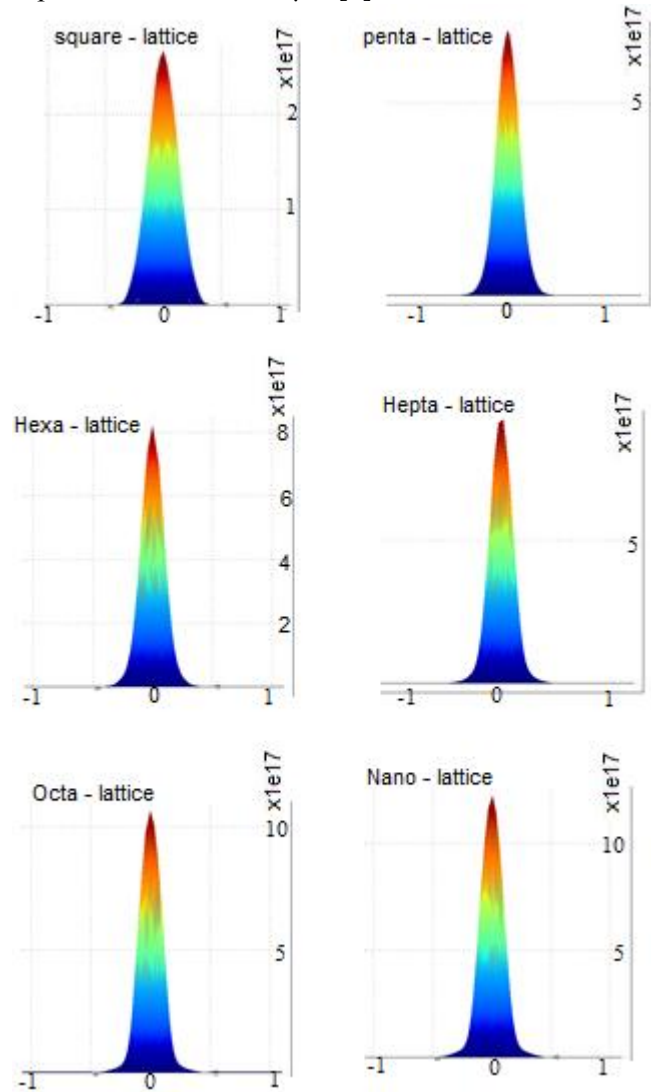 square - lattice
x1e17
2
1
-1 0 1
penta - lattice
x1e17
5
-1 0 1
Hexa - lattice
x1e17
8
6
4
2
-1 0 1
Hepta - lattice
x1e17
5
-1 0 1
Octa - lattice
x1e17
10
5
-1 0 1
Nano - lattice
x1e17
10
5
-1 0 1